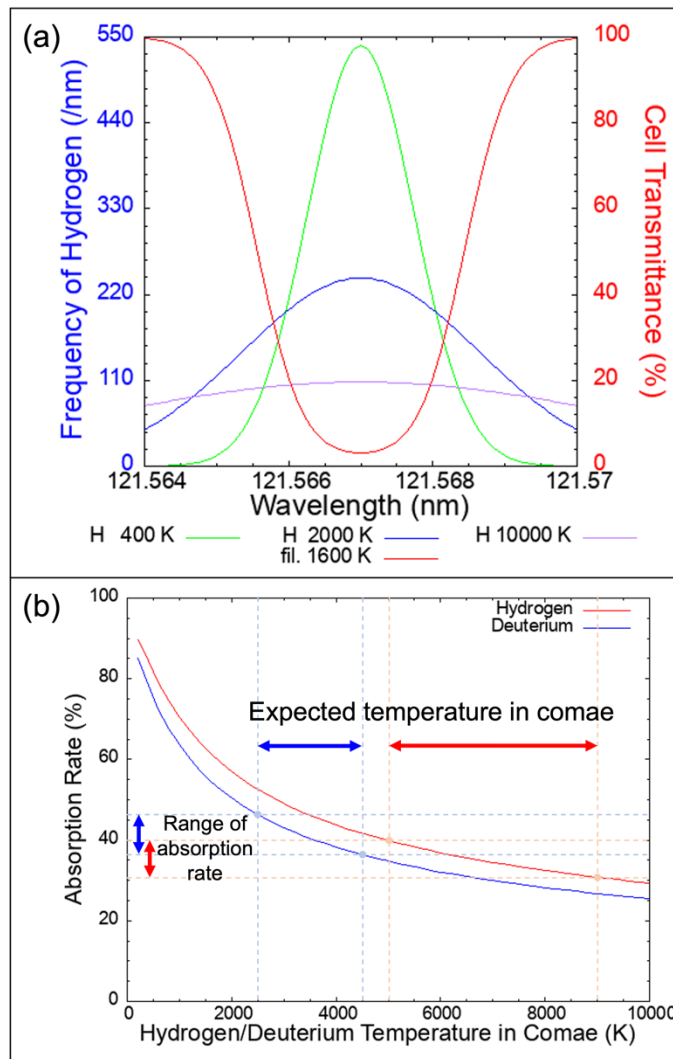 (a)
Frequency of Hydrogen (/nm)
550
440
330
220
110
0
100
80
60
40
20
0
Cell Transmittance (%)
121.564 121.566 121.568 121.57
Wavelength (nm)
H 400 K H 2000 K H 10000 K
fil. 1600 K
(b)
Absorption Rate (%)
100
80
60
40
20
0
Hydrogen
Deuterium
Expected temperature in comae
Range of
absorption
rate
0 2000 4000 6000 8000 10000
Hydrogen/Deuterium Temperature in Comae (K)